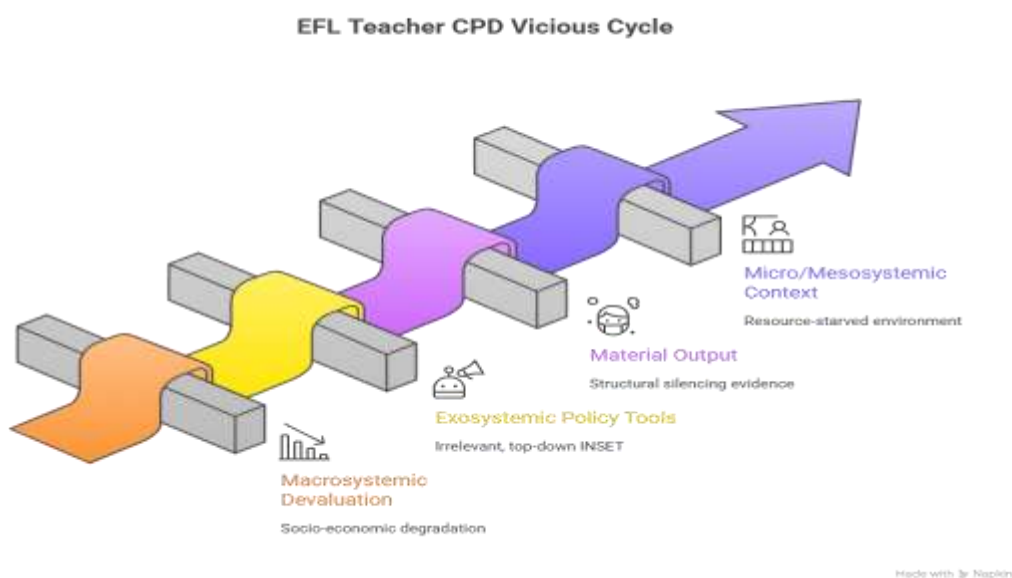 EFL Teacher CPD Vicious Cycle
Micro/Mesosystemic
Context
Resource-starved environment
Material Output
Structural silencing evidence
Exosystemic Policy Tools
Irrelevant, top-down INSET
Macrosystemic
Devaluation
Socio-economic degradation
Made with Napkin